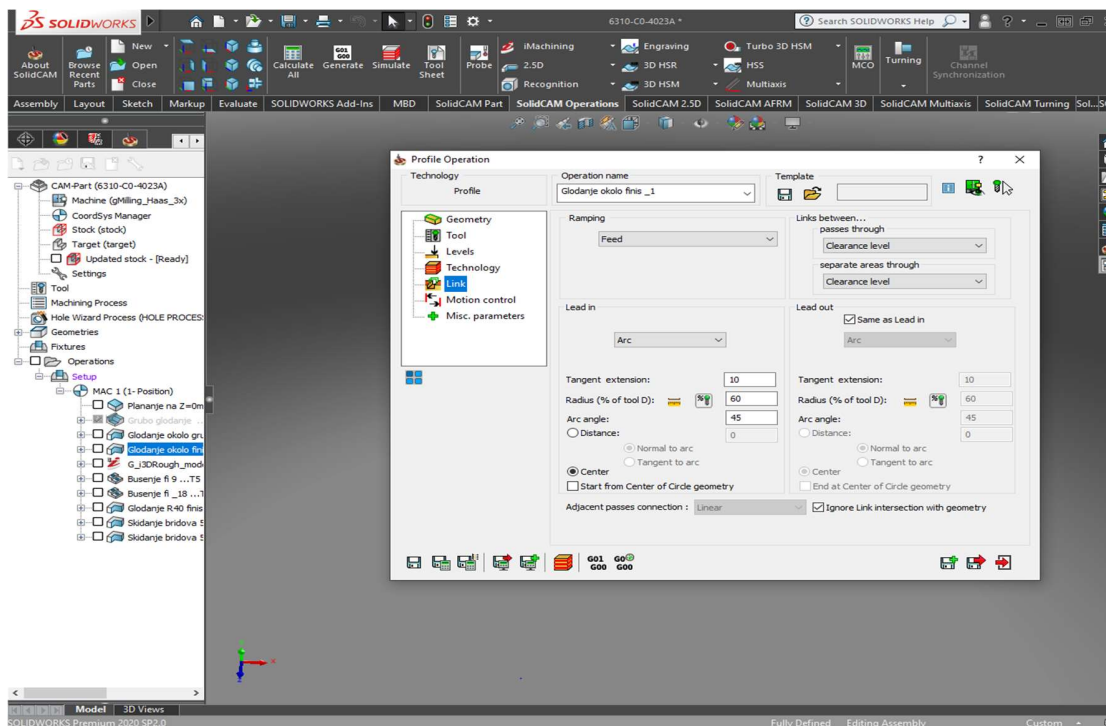 SOLIDWORKS
6310-C0-4023A *
Search SOLIDWORKS Help
About SolidCAM
Browse Recent Parts
New
Open
Close
Calculate All
G01
G00
Generate
Simulate
Tool Sheet
Probe
iMachining
2.5D
Recognition
Engraving
3D HSR
3D HSM
Turbo 3D HSM
HSS
Multiaxis
MCO
Turning
Channel Synchronization
Assembly Layout Sketch Markup Evaluate SOLIDWORKS Add-Ins MBD SolidCAM Part SolidCAM Operations SolidCAM 2.5D SolidCAM AFRM SolidCAM 3D SolidCAM Multiaxis SolidCAM Turning Sol...
CAM-Part (6310-C0-4023A)
Machine (gMilling_Haas_3x)
CoordSys Manager
Stock (stock)
Target (target)
Updated stock - [Ready]
Settings
Tool
Machining Process
Hole Wizard Process (HOLE PROCES
Geometries
Fixtures
Operations
Setup
MAC 1 (1- Position)
Plananje na Z=0m
Grubo glodanje ...
Glodanje okolo gru
Glodanje okolo fini
G_i3DRough_mod
Busenje fi 9 ...T5
Busenje fi _18 ...
Glodanje R40 finis
Skidanje bridova 5
Skidanje bridova 5
Profile Operation
? X
Technology
Profile
Operation name
Glodanje okolo finis _1
Template
Geometry
Tool
Levels
Technology
Link
Motion control
Misc. parameters
Ramping
Feed
Links between...
passes through
Clearance level
separate areas through
Clearance level
Lead in
Arc
Tangent extension: 10
Radius (% of tool D): 60
Arc angle: 45
Distance: 0
Normal to arc
Tangent to arc
Center
Start from Center of Circle geometry
Lead out
Same as Lead in
Arc
Tangent extension: 10
Radius (% of tool D): 60
Arc angle: 45
Distance: 0
Normal to arc
Tangent to arc
Center
End at Center of Circle geometry
Adjacent passes connection : Linear
Ignore Link intersection with geometry
G01 G0
G00 G00
Model 3D Views
SOLIDWORKS Premium 2020 SP2.0
Fully Defined Editing Assembly Custom